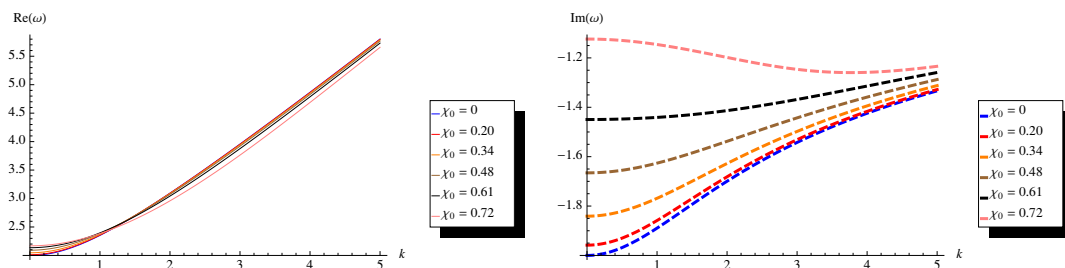 Re(ω)
5.5
5.0
4.5
4.0
3.5
3.0
2.5
1 2 3 4 5 k
χ0 = 0
χ0 = 0.20
χ0 = 0.34
χ0 = 0.48
χ0 = 0.61
χ0 = 0.72
Im(ω)
−1.2
−1.4
−1.6
−1.8
1 2 3 4 5 k
χ0 = 0
χ0 = 0.20
χ0 = 0.34
χ0 = 0.48
χ0 = 0.61
χ0 = 0.72